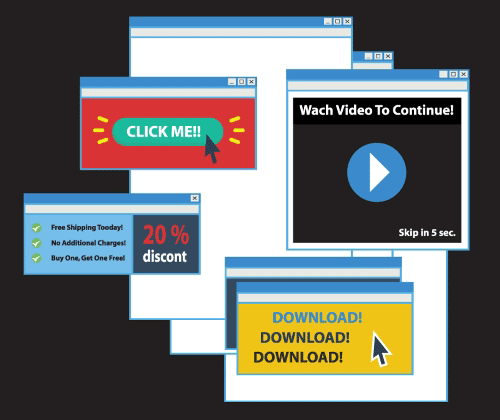 CLICK ME!!
Wach Video To Continue!
Skip in 5 sec.
Free Shipping Tooday!
No Additional Charges!
Buy One, Get One Free!
20 %
discont
DOWNLOAD!
DOWNLOAD!
DOWNLOAD!